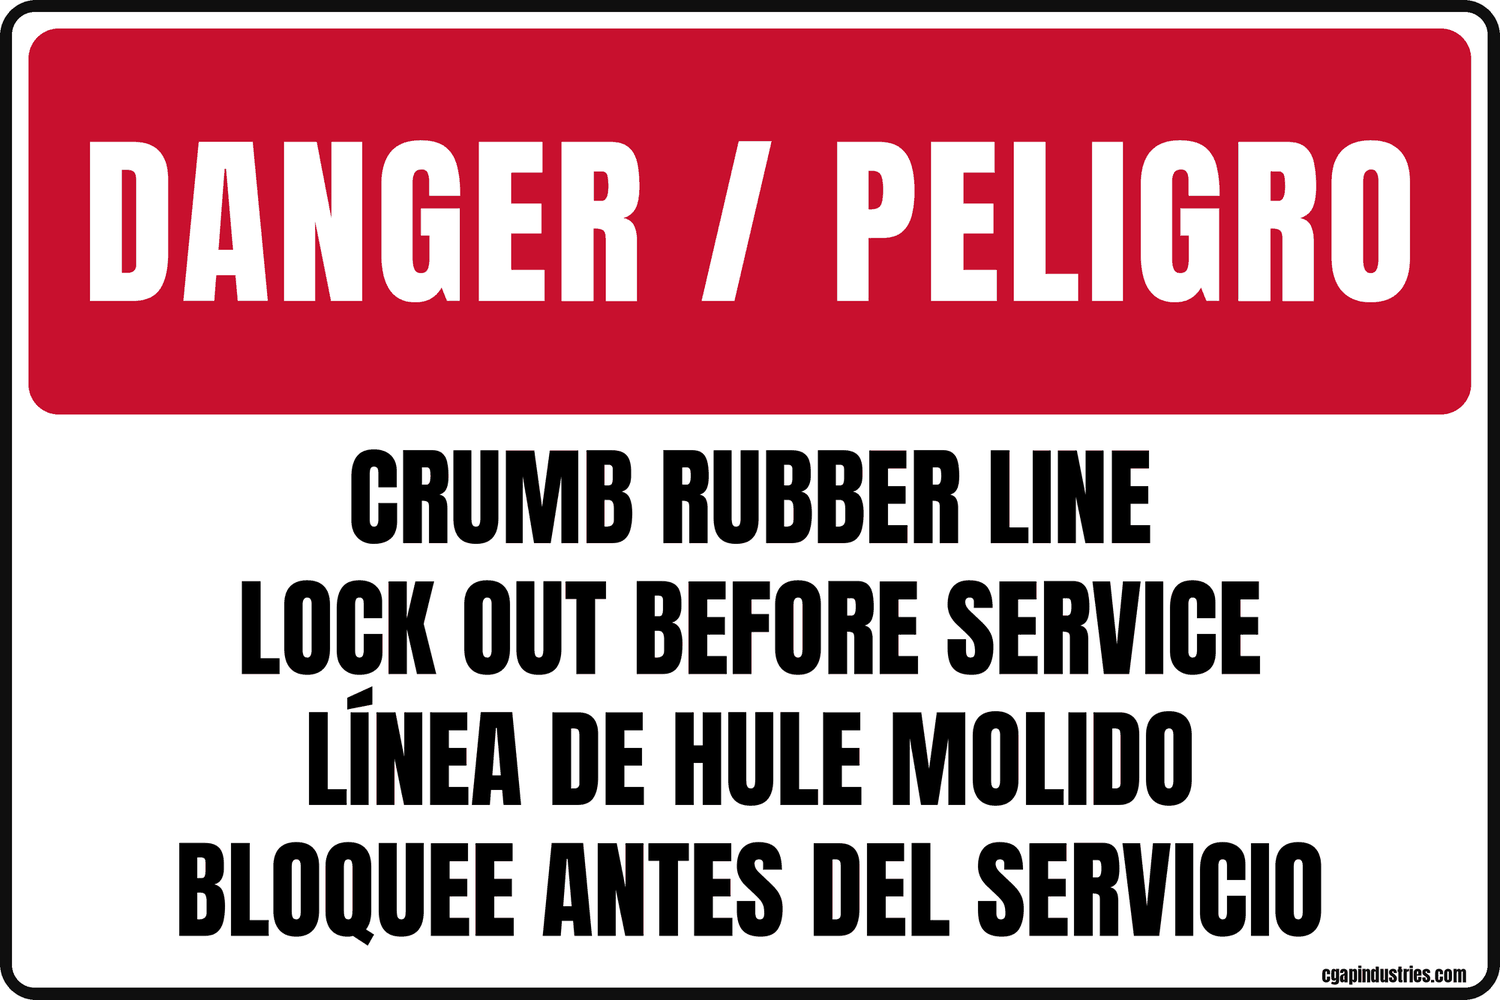 DANGER / PELIGRO
CRUMB RUBBER LINE
LOCK OUT BEFORE SERVICE
LÍNEA DE HULE MOLIDO
BLOQUEE ANTES DEL SERVICIO
cgapindustries.com